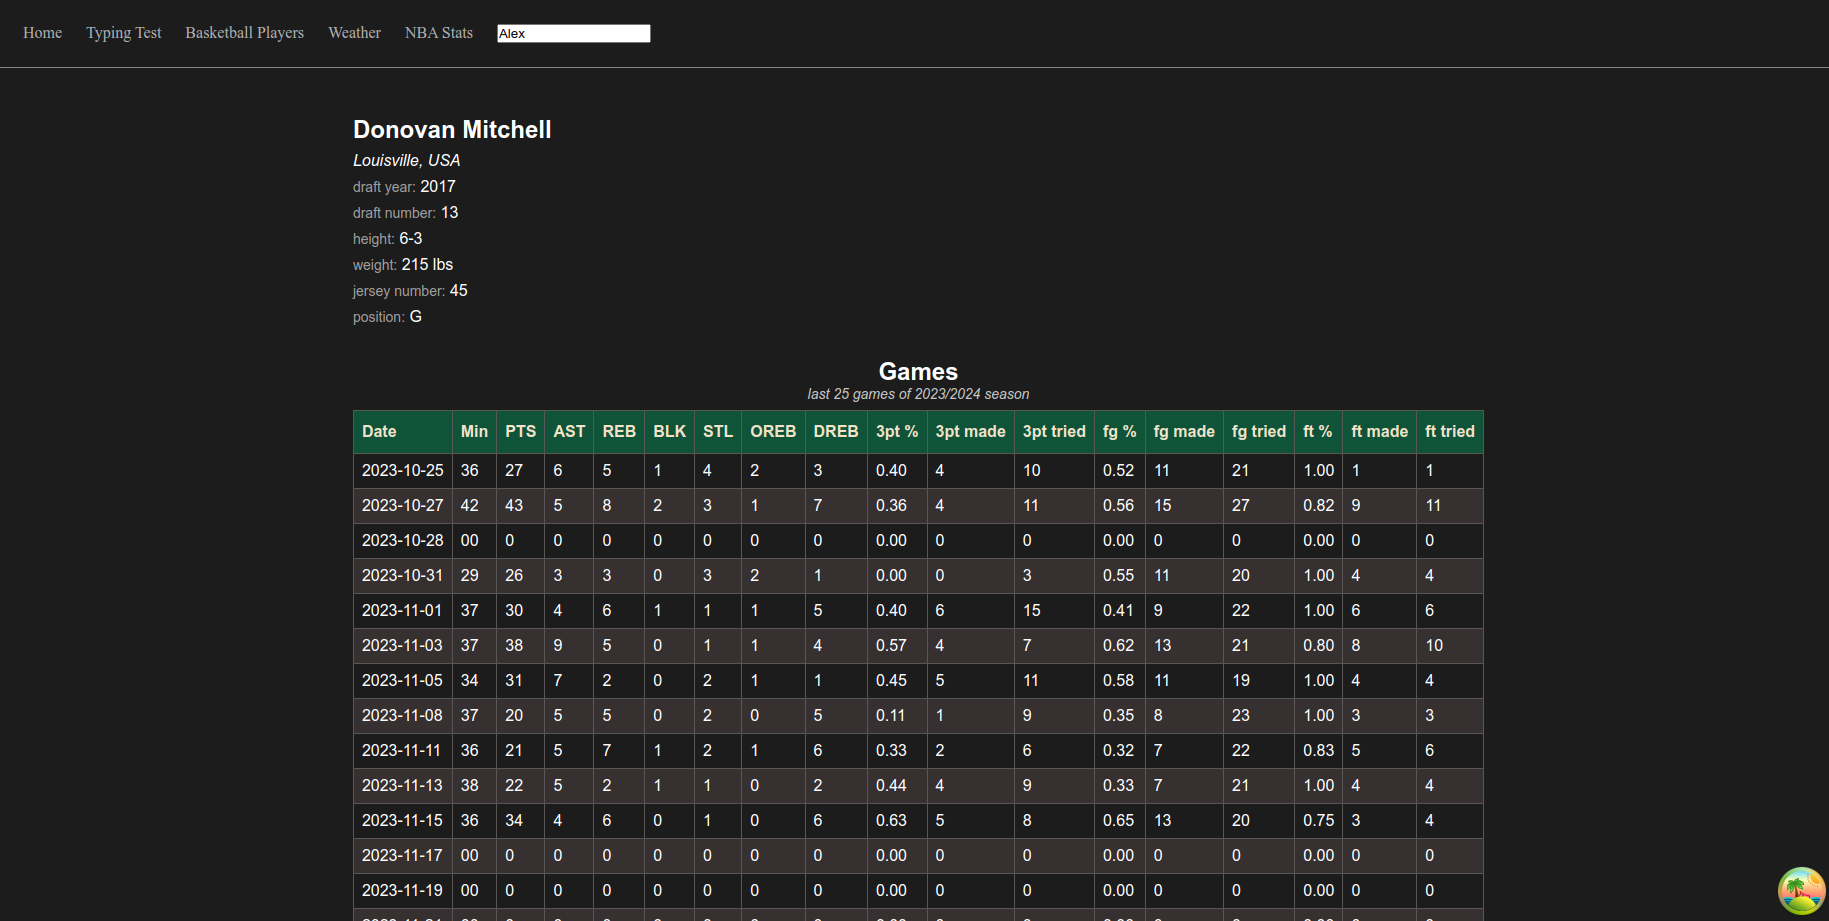 Home Typing Test Basketball Players Weather NBA Stats Alex
Donovan Mitchell
Louisville, USA
draft year: 2017
draft number: 13
height: 6-3
weight: 215 lbs
jersey number: 45
position: G
Games
last 25 games of 2023/2024 season
Date Min PTS AST REB BLK STL OREB DREB 3pt % 3pt made 3pt tried fg % fg made fg tried ft % ft made ft tried
2023-10-25 36 27 6 5 1 4 2 3 0.40 4 10 0.52 11 21 1.00 1 1
2023-10-27 42 43 5 8 2 3 1 7 0.36 4 11 0.56 15 27 0.82 9 11
2023-10-28 00 0 0 0 0 0 0 0 0.00 0 0 0.00 0 0 0.00 0 0
2023-10-31 29 26 3 3 0 3 2 1 0.00 0 3 0.55 11 20 1.00 4 4
2023-11-01 37 30 4 6 1 1 1 5 0.40 6 15 0.41 9 22 1.00 6 6
2023-11-03 37 38 9 5 0 1 1 4 0.57 4 7 0.62 13 21 0.80 8 10
2023-11-05 34 31 7 2 0 2 1 1 0.45 5 11 0.58 11 19 1.00 4 4
2023-11-08 37 20 5 5 0 2 0 5 0.11 1 9 0.35 8 23 1.00 3 3
2023-11-11 36 21 5 7 1 2 1 6 0.33 2 6 0.32 7 22 0.83 5 6
2023-11-13 38 22 5 2 1 1 0 2 0.44 4 9 0.33 7 21 1.00 4 4
2023-11-15 36 34 4 6 0 1 0 6 0.63 5 8 0.65 13 20 0.75 3 4
2023-11-17 00 0 0 0 0 0 0 0 0.00 0 0 0.00 0 0 0.00 0 0
2023-11-19 00 0 0 0 0 0 0 0 0.00 0 0 0.00 0 0 0.00 0 0